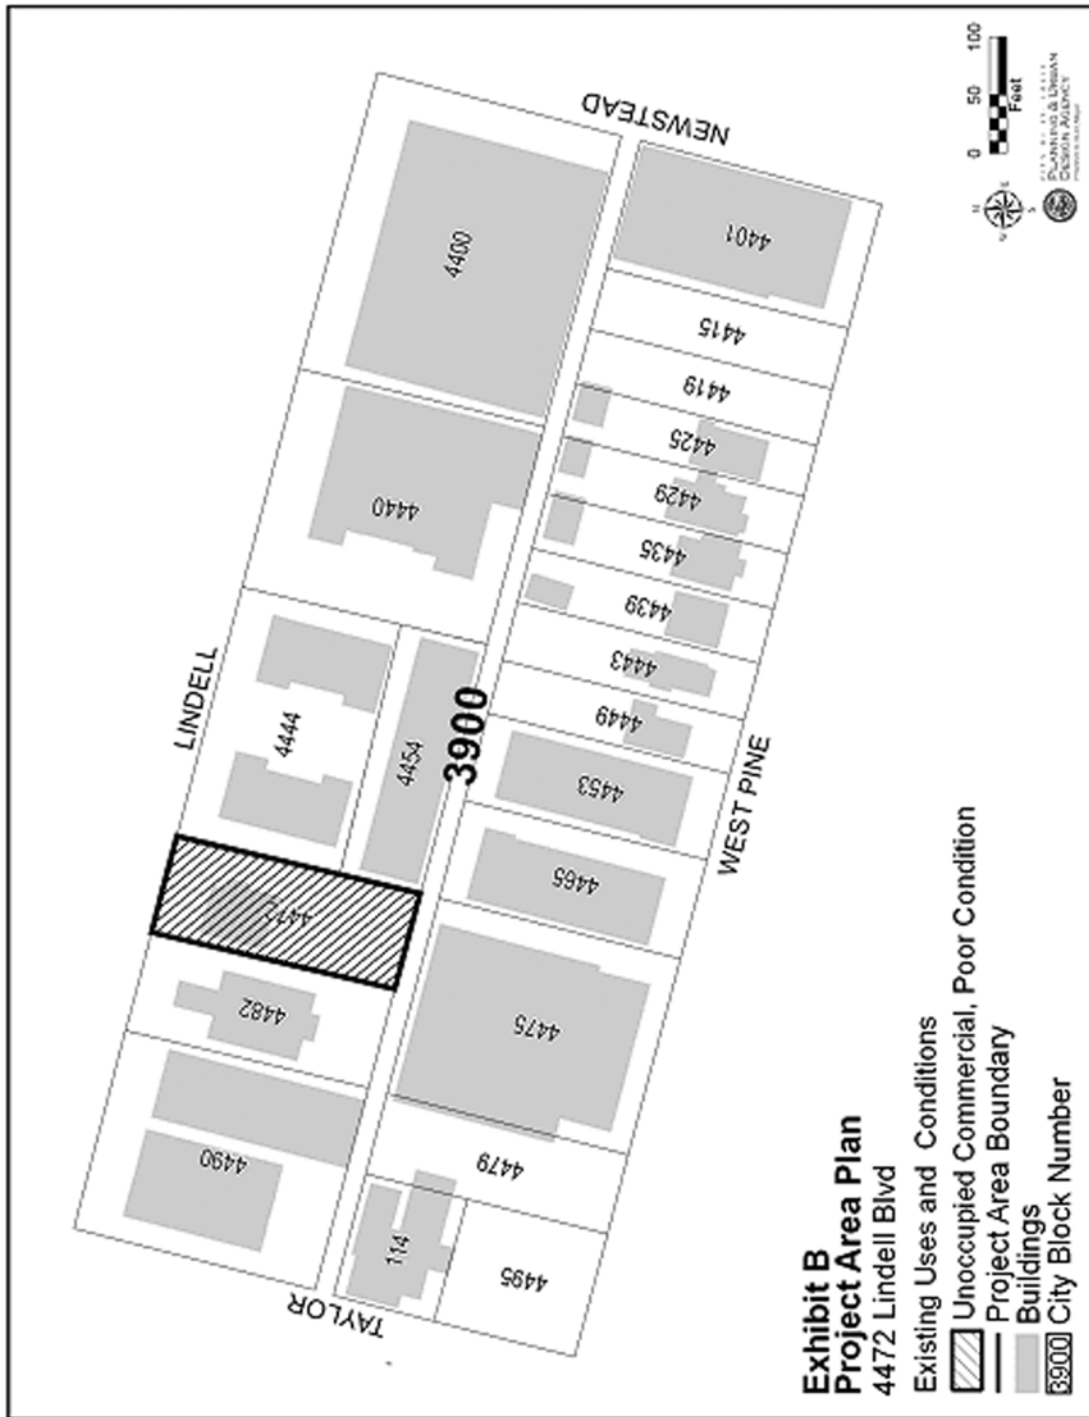 NEWSTEAD
4400
4401
4415
4419
4425
4440
4429
4435
4439
4443
LINDELL
4444
4449
4454
3900
4453
WEST PINE
4465
4472
4482
4475
4490
4479
114
4495
TAYLOR
Exhibit B
Project Area Plan
4472 Lindell Blvd
Existing Uses and Conditions
Unoccupied Commercial, Poor Condition
Project Area Boundary
Buildings
3900 City Block Number
0 50 100
Feet
N
E
S
PLANNING & URBAN
DESIGN AGENCY